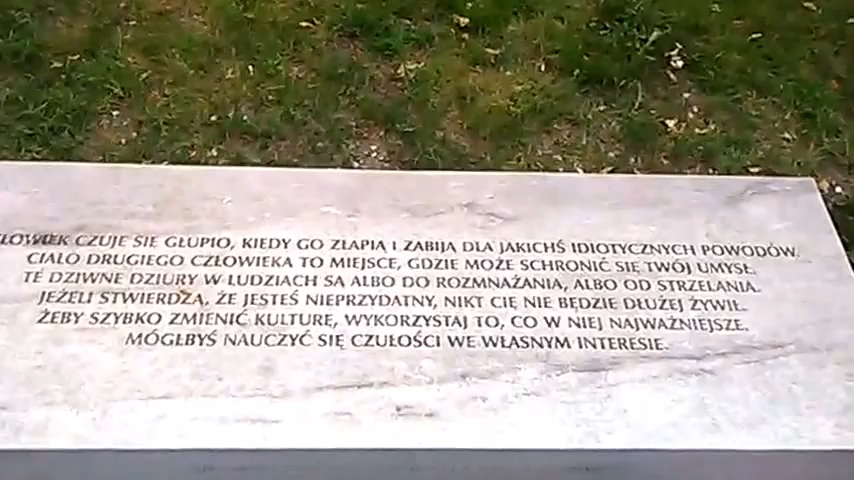 CZŁOWIEK CZUJE SIĘ GŁUPIO, KIEDY GO ZŁAPIĄ I ZABIJĄ DLA JAKICHŚ IDIOTYCZNYCH POWODÓW.
CIAŁO DRUGIEGO CZŁOWIEKA TO MIEJSCE, GDZIE MOŻE SCHRONIĆ SIĘ TWÓJ UMYSŁ.
TE DZIWNE DZIURY W LUDZIACH SĄ ALBO DO ROZMNAŻANIA, ALBO OD STRZELANIA.
JEŻELI STWIERDZĄ, ŻE JESTEŚ NIEPRZYDATNY, NIKT CIĘ NIE BĘDZIE DŁUŻEJ ŻYWIŁ.
ŻEBY SZYBKO ZMIENIĆ KULTURĘ, WYKORZYSTAJ TO, CO W NIEJ NAJWAŻNIEJSZE.
MÓGŁBYŚ NAUCZYĆ SIĘ CZUŁOŚCI WE WŁASNYM INTERESIE.